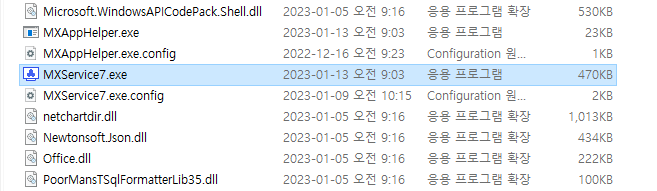 Microsoft.WindowsAPICodePack.Shell.dll 2023-01-05 오전 9:16 응용 프로그램 확장 530KB
MXAppHelper.exe 2023-01-13 오전 9:03 응용 프로그램 23KB
MXAppHelper.exe.config 2022-12-16 오전 9:23 Configuration 원... 1KB
MXService7.exe 2023-01-13 오전 9:03 응용 프로그램 470KB
MXService7.exe.config 2023-01-09 오전 10:15 Configuration 원... 2KB
netchartdir.dll 2023-01-05 오전 9:16 응용 프로그램 확장 1,013KB
Newtonsoft.Json.dll 2023-01-05 오전 9:16 응용 프로그램 확장 434KB
Office.dll 2023-01-05 오전 9:16 응용 프로그램 확장 222KB
PoorMansTSqlFormatterLib35.dll 2023-01-05 오전 9:16 응용 프로그램 확장 100KB